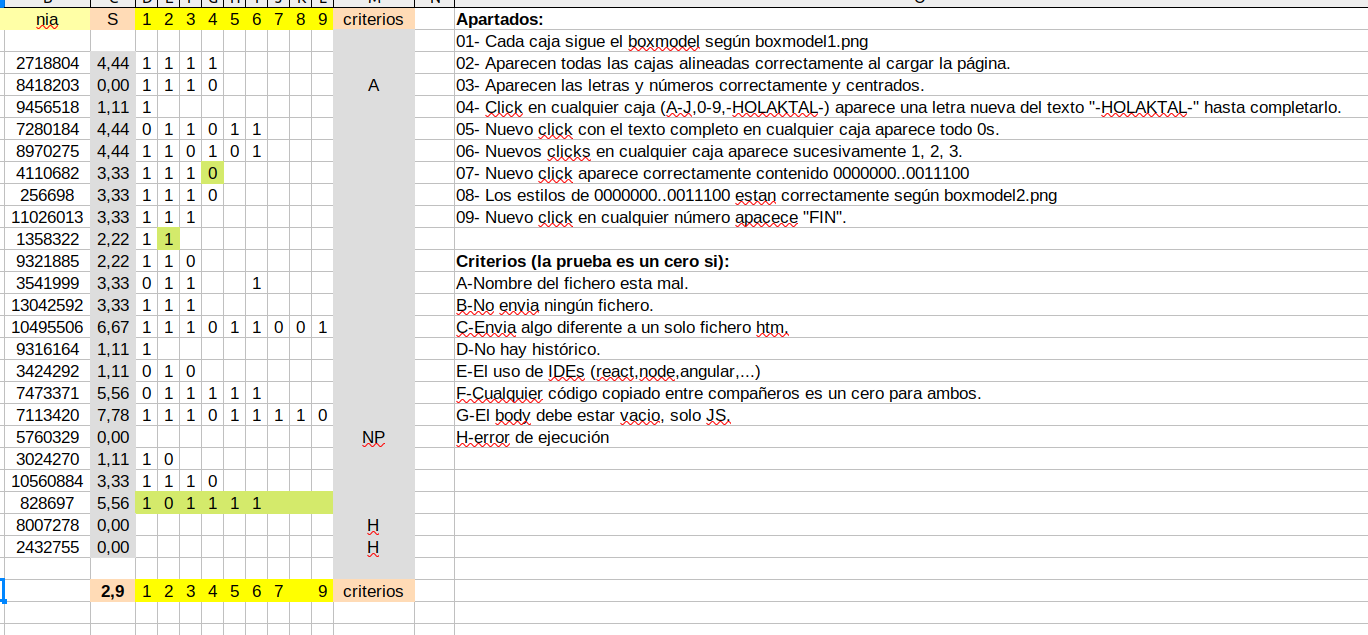 nia S 1 2 3 4 5 6 7 8 9 criterios Apartados:
01- Cada caja sigue el boxmodel según boxmodel1.png
2718804 4,44 1 1 1 1 02- Aparecen todas las cajas alineadas correctamente al cargar la página.
8418203 0,00 1 1 1 0 A 03- Aparecen las letras y números correctamente y centrados.
9456518 1,11 1 04- Click en cualquier caja (A-J,0-9,-HOLAKTAL-) aparece una letra nueva del texto "-HOLAKTAL-" hasta completarlo.
7280184 4,44 0 1 1 0 1 1 05- Nuevo click con el texto completo en cualquier caja aparece todo 0s.
8970275 4,44 1 1 0 1 0 1 06- Nuevos clicks en cualquier caja aparece sucesivamente 1, 2, 3.
4110682 3,33 1 1 1 0 07- Nuevo click aparece correctamente contenido 0000000..0011100
256698 3,33 1 1 1 0 08- Los estilos de 0000000..0011100 estan correctamente según boxmodel2.png
11026013 3,33 1 1 1 09- Nuevo click en cualquier número apacece "FIN".
1358322 2,22 1 1
9321885 2,22 1 1 0 Criterios (la prueba es un cero si):
3541999 3,33 0 1 1 1 A-Nombre del fichero esta mal.
13042592 3,33 1 1 1 B-No envia ningún fichero.
10495506 6,67 1 1 1 0 1 1 0 0 1 C-Envia algo diferente a un solo fichero htm.
9316164 1,11 1 D-No hay histórico.
3424292 1,11 0 1 0 E-El uso de IDEs (react,node,angular,...)
7473371 5,56 0 1 1 1 1 1 F-Cualquier código copiado entre compañeros es un cero para ambos.
7113420 7,78 1 1 1 0 1 1 1 1 0 G-El body debe estar vacio, solo JS.
5760329 0,00 NP H-error de ejecución
3024270 1,11 1 0
10560884 3,33 1 1 1 0
828697 5,56 1 0 1 1 1 1
8007278 0,00 H
2432755 0,00 H
2,9 1 2 3 4 5 6 7 9 criterios